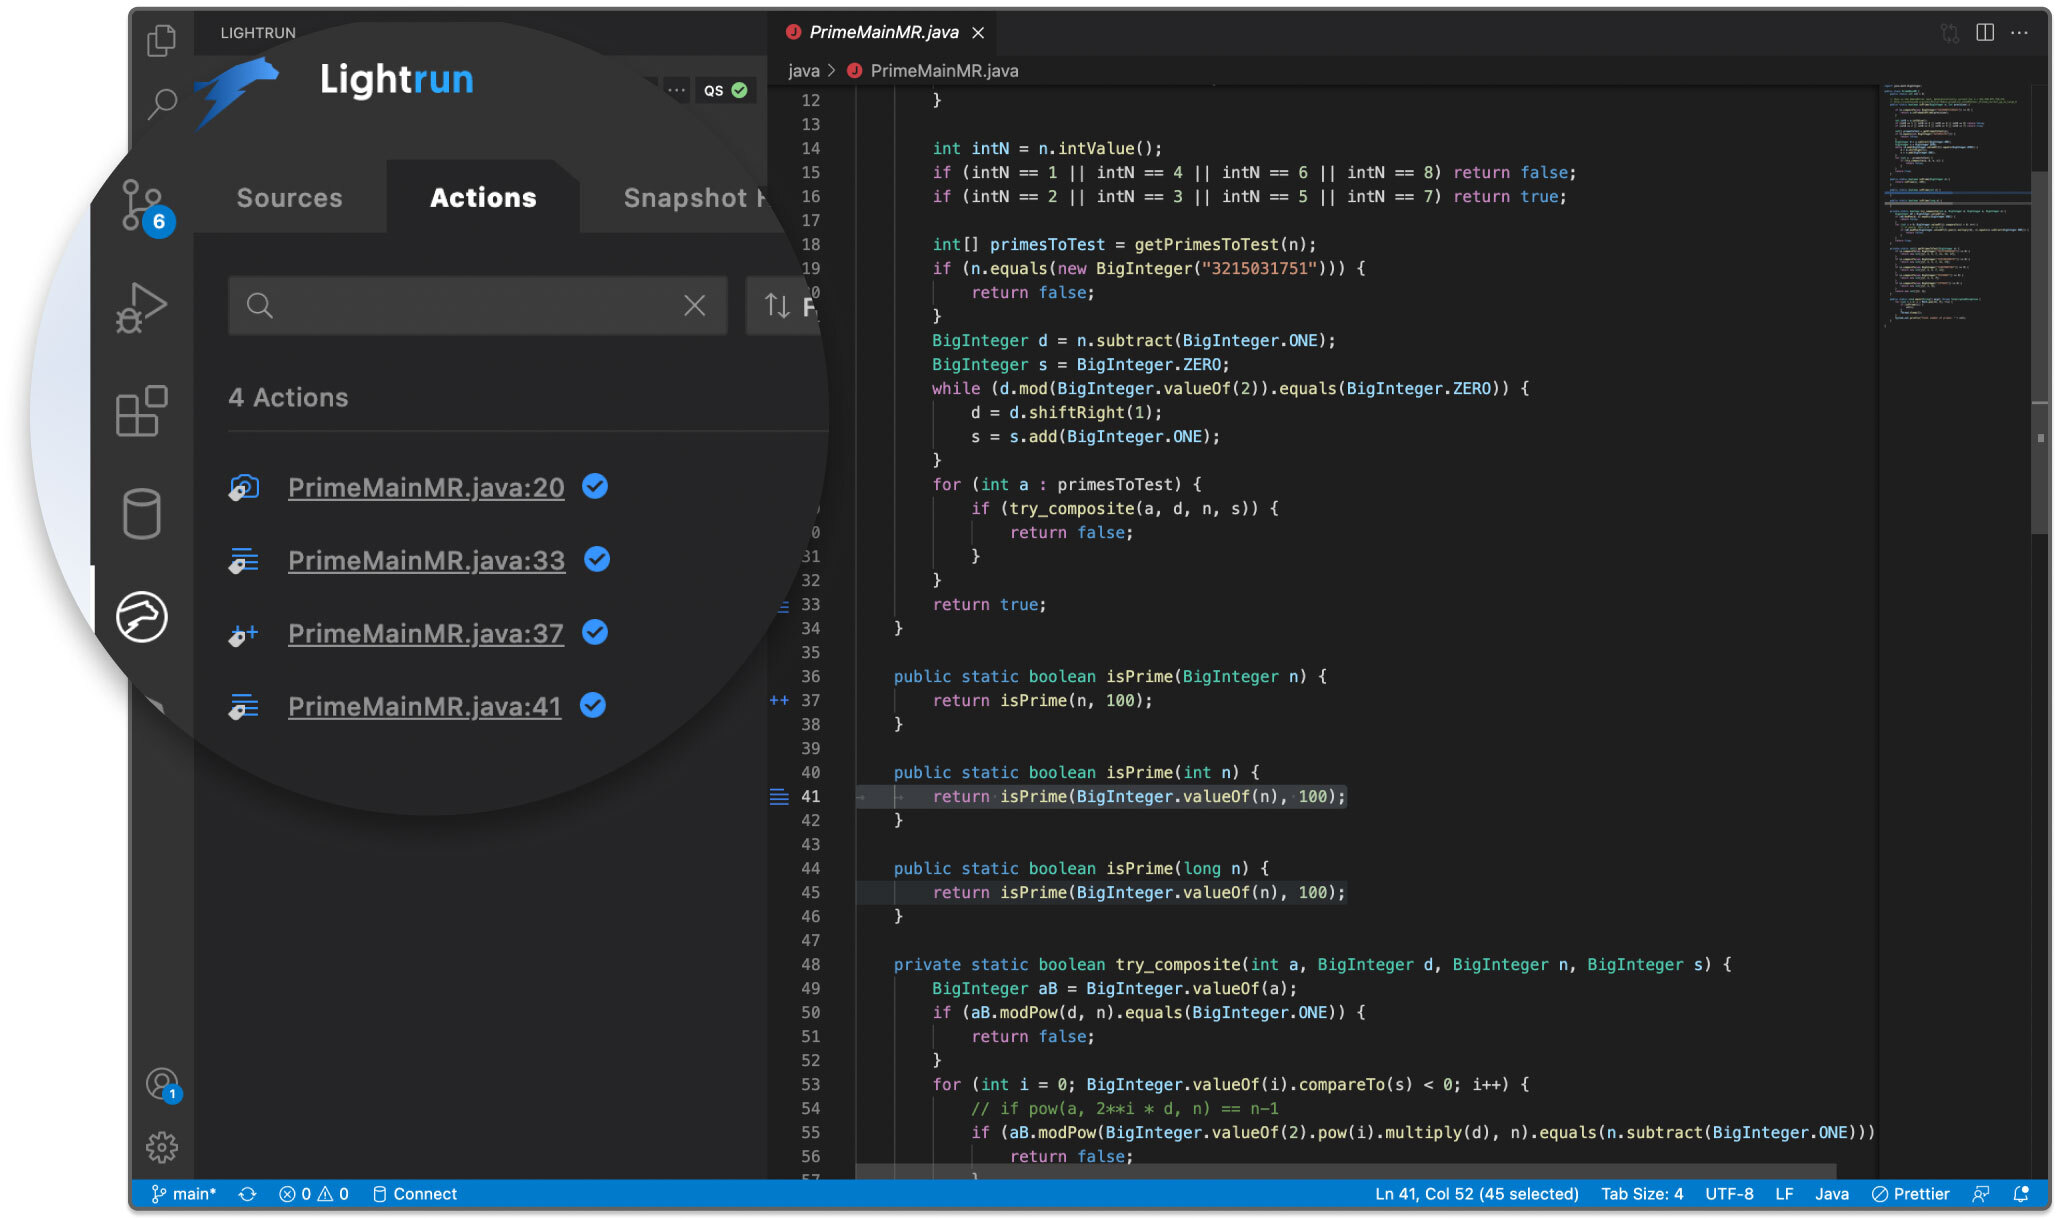 LIGHTRUN
Lightrun
QS
Sources
Actions
Snapshot
6
F
4 Actions
PrimeMainMR.java:20
PrimeMainMR.java:33
PrimeMainMR.java:37
PrimeMainMR.java:41
1
PrimeMainMR.java
java > PrimeMainMR.java
12 }
13
14 int intN = n.intValue();
15 if (intN == 1 || intN == 4 || intN == 6 || intN == 8) return false;
16 if (intN == 2 || intN == 3 || intN == 5 || intN == 7) return true;
17
18 int[] primesToTest = getPrimesToTest(n);
19 if (n.equals(new BigInteger("3215031751"))) {
0 return false;
}
BigInteger d = n.subtract(BigInteger.ONE);
BigInteger s = BigInteger.ZERO;
while (d.mod(BigInteger.valueOf(2)).equals(BigInteger.ZERO)) {
d = d.shiftRight(1);
s = s.add(BigInteger.ONE);
}
for (int a : primesToTest) {
if (try_composite(a, d, n, s)) {
0 return false;
31 }
32 }
33 return true;
34 }
35
36 public static boolean isPrime(BigInteger n) {
++ 37 return isPrime(n, 100);
38 }
39
40 public static boolean isPrime(int n) {
41 return isPrime(BigInteger.valueOf(n), 100);
42 }
43
44 public static boolean isPrime(long n) {
45 return isPrime(BigInteger.valueOf(n), 100);
46 }
47
48 private static boolean try_composite(int a, BigInteger d, BigInteger n, BigInteger s) {
49 BigInteger aB = BigInteger.valueOf(a);
50 if (aB.modPow(d, n).equals(BigInteger.ONE)) {
51 return false;
52 }
53 for (int i = 0; BigInteger.valueOf(i).compareTo(s) < 0; i++) {
54 // if pow(a, 2**i * d, n) == n-1
55 if (aB.modPow(BigInteger.valueOf(2).pow(i).multiply(d), n).equals(n.subtract(BigInteger.ONE)))
56 return false;
57 }
main* 0 0 Connect Ln 41, Col 52 (45 selected) Tab Size: 4 UTF-8 LF Java Prettier